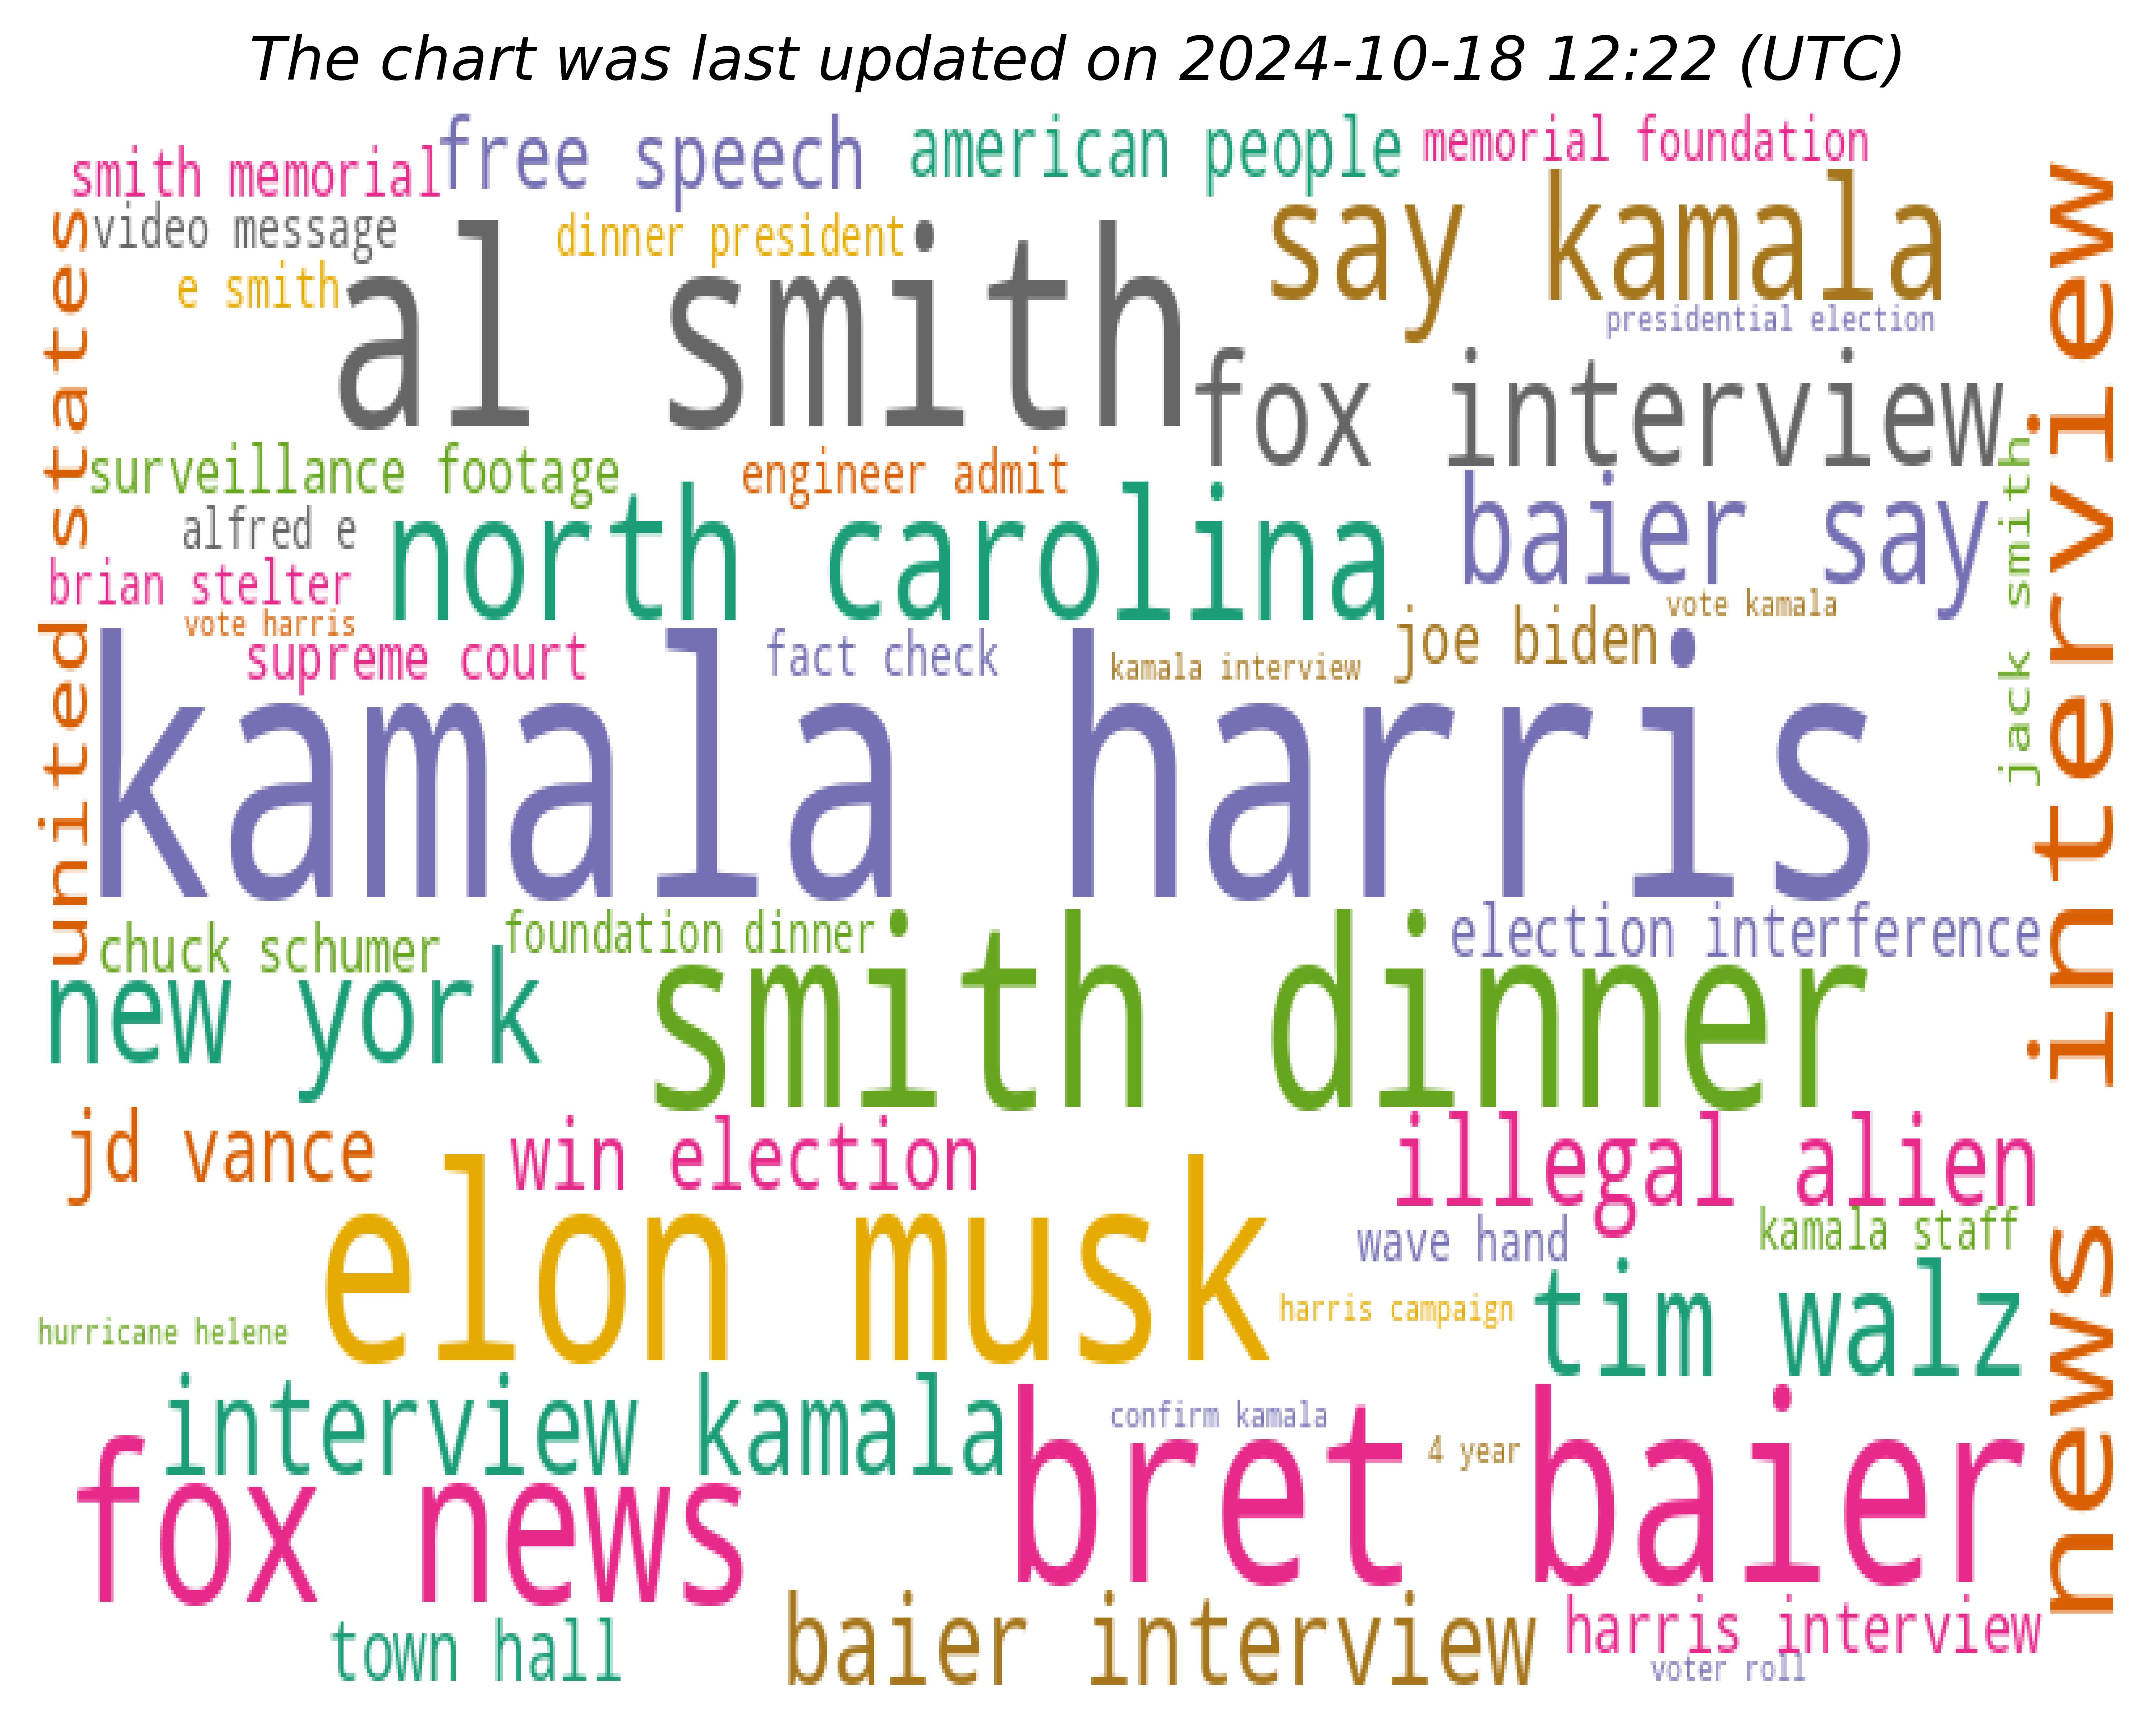 The chart was last updated on 2024-10-18 12:22 (UTC)
smith memorial
free speech
american people
memorial foundation
video message
dinner president
say kamala
e smith
al smith
presidential election
fox interview
united states
news interview
surveillance footage
engineer admit
jack smith
alfred e
north carolina
baier say
brian stelter
vote harris
vote kamala
supreme court
fact check
kamala interview
joe biden
kamala harris
chuck schumer
foundation dinner
election interference
new york
smith dinner
jd vance
win election
illegal alien
elon musk
wave hand
kamala staff
hurricane helene
harris campaign
tim walz
interview kamala
confirm kamala
4 year
fox news
bret baier
town hall
baier interview
harris interview
voter roll